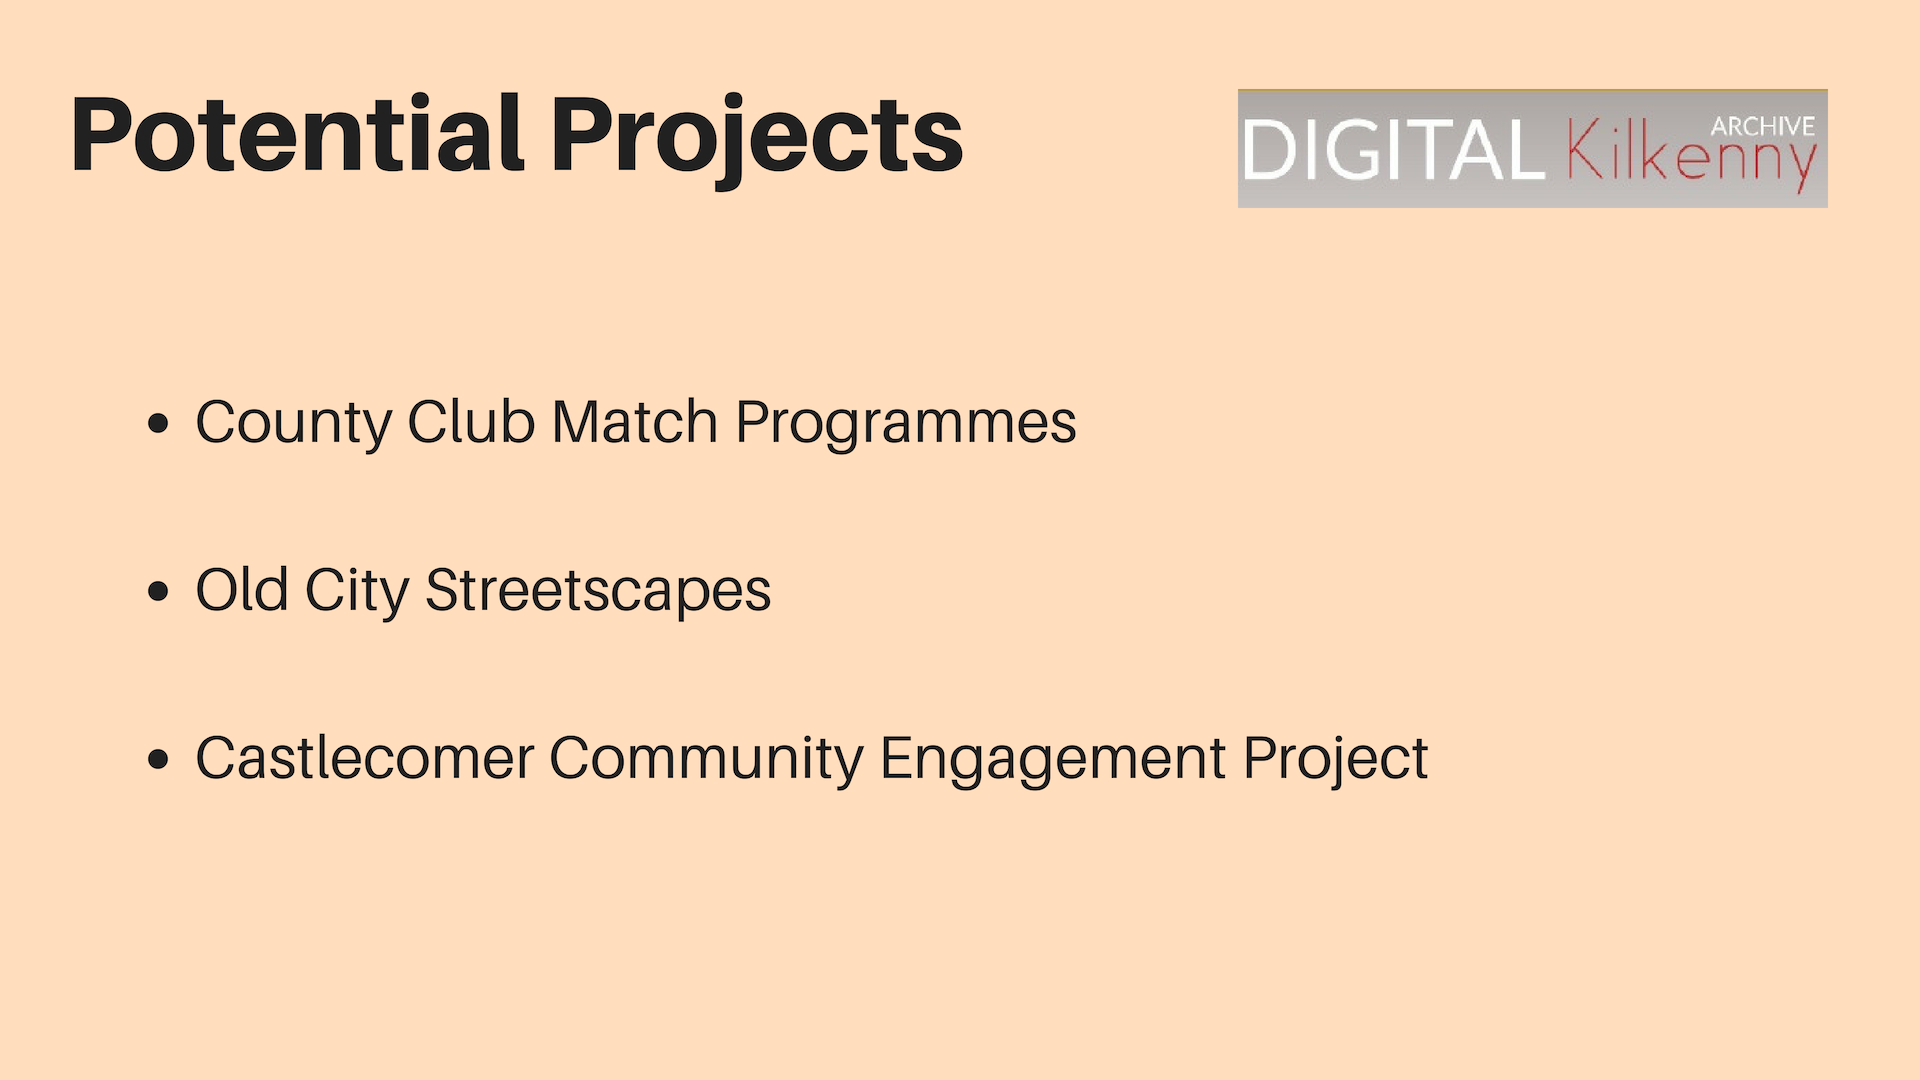 Potential Projects
DIGITAL Kilkenny ARCHIVE
• County Club Match Programmes
• Old City Streetscapes
• Castlecomer Community Engagement Project